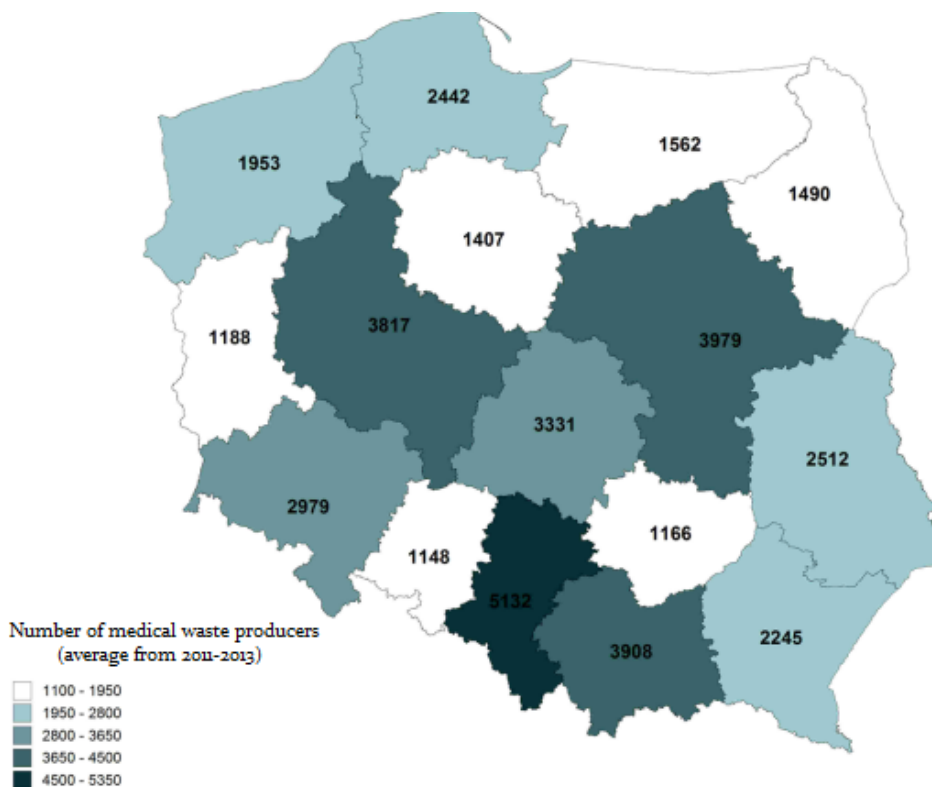 2442
1562
1953
1490
1407
3817
1188
3979
3331
2512
2979
1166
1148
5132
2245
3908
Number of medical waste producers
(average from 2011-2013)
1100 - 1950
1950 - 2800
2800 - 3650
3650 - 4500
4500 - 5350